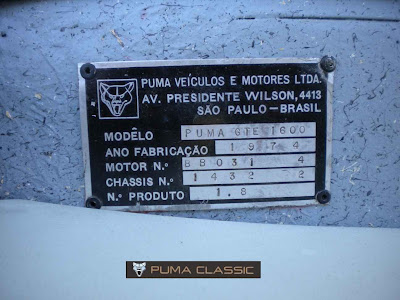 PUMA VEÍCULOS E MOTORES LTDA.
AV. PRESIDENTE WILSON, 4413
SÃO PAULO-BRASIL
MODÊLO PUMA GTE 1600
ANO FABRICAÇÃO 1974
MOTOR N.º BB031 4
CHASSIS N.º 1432 2
N.º PRODUTO 1.8
PUMA CLASSIC